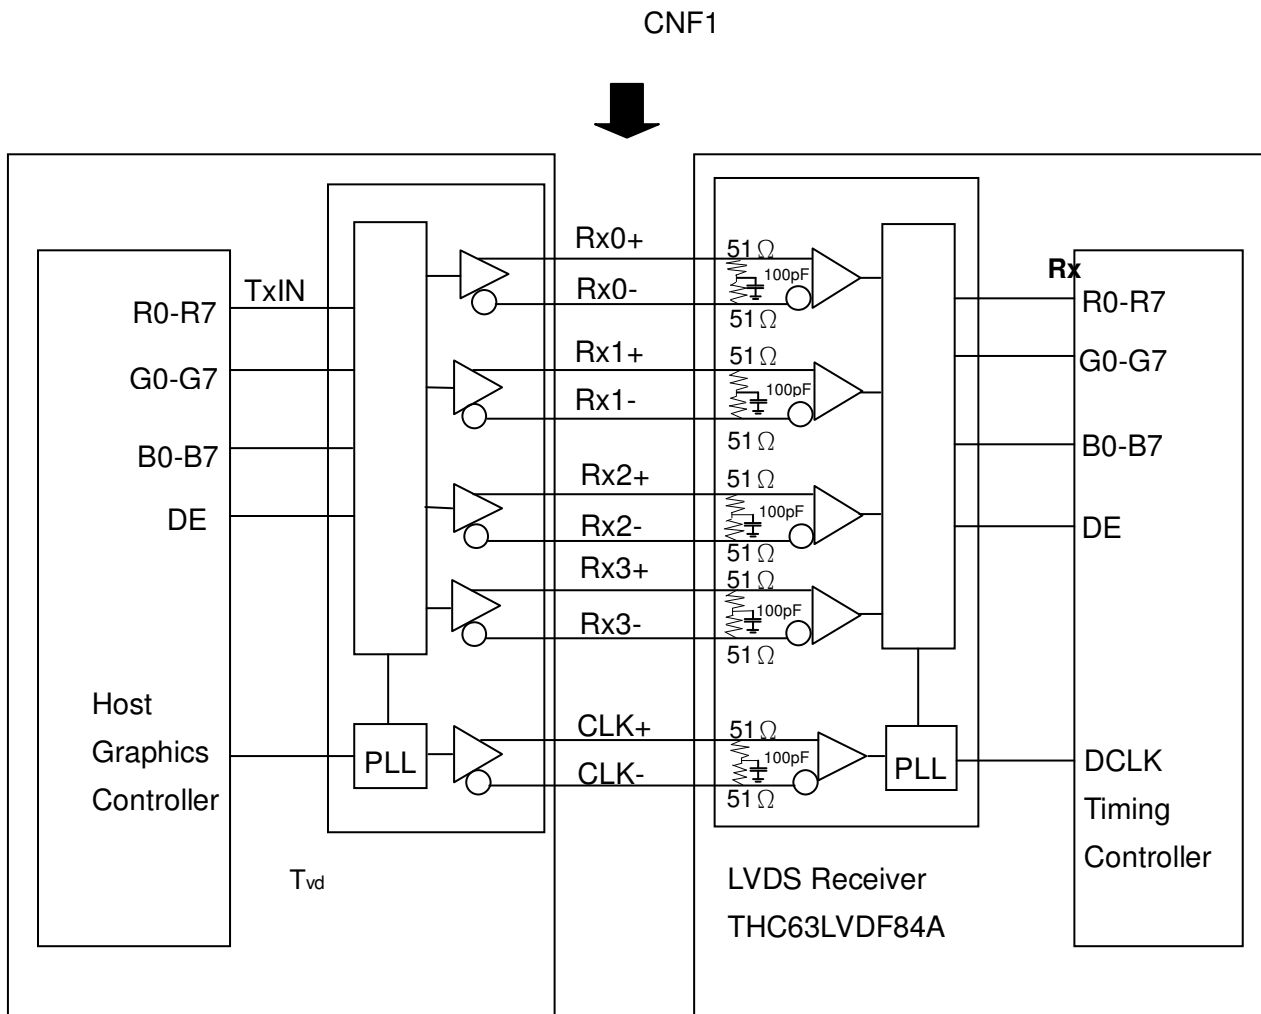 CNF1
TxIN
R0-R7
G0-G7
B0-B7
DE
Host
Graphics
Controller
PLL
Tvd
Rx0+
Rx0-
Rx1+
Rx1-
Rx2+
Rx2-
Rx3+
Rx3-
CLK+
CLK-
51Ω
100pF
51Ω
51Ω
100pF
51Ω
51Ω
100pF
51Ω
51Ω
100pF
51Ω
51Ω
100pF
51Ω
PLL
LVDS Receiver
THC63LVDF84A
Rx
R0-R7
G0-G7
B0-B7
DE
DCLK
Timing
Controller